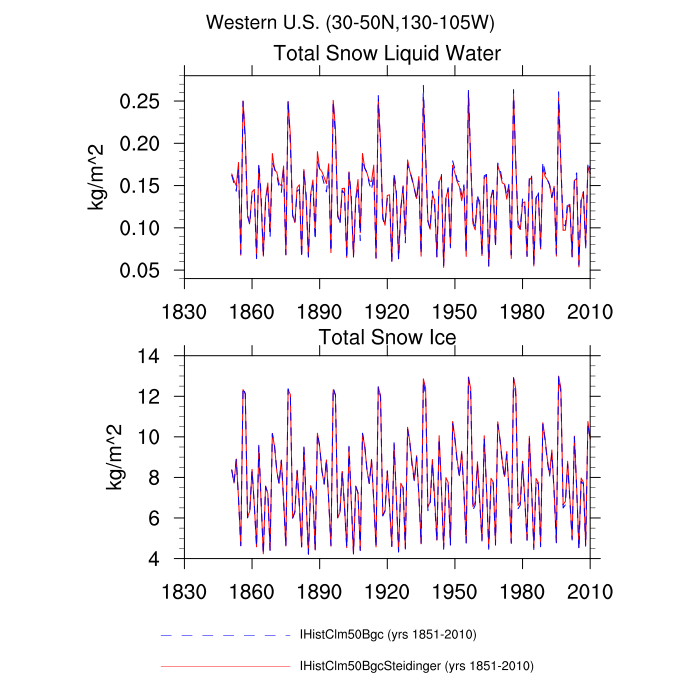 Western U.S. (30-50N,130-105W)
Total Snow Liquid Water
kg/m^2
0.25
0.20
0.15
0.10
0.05
1830 1860 1890 1920 1950 1980 2010
Total Snow Ice
kg/m^2
14
12
10
8
6
4
1830 1860 1890 1920 1950 1980 2010
IHistClm50Bgc (yrs 1851-2010)
IHistClm50BgcSteidinger (yrs 1851-2010)